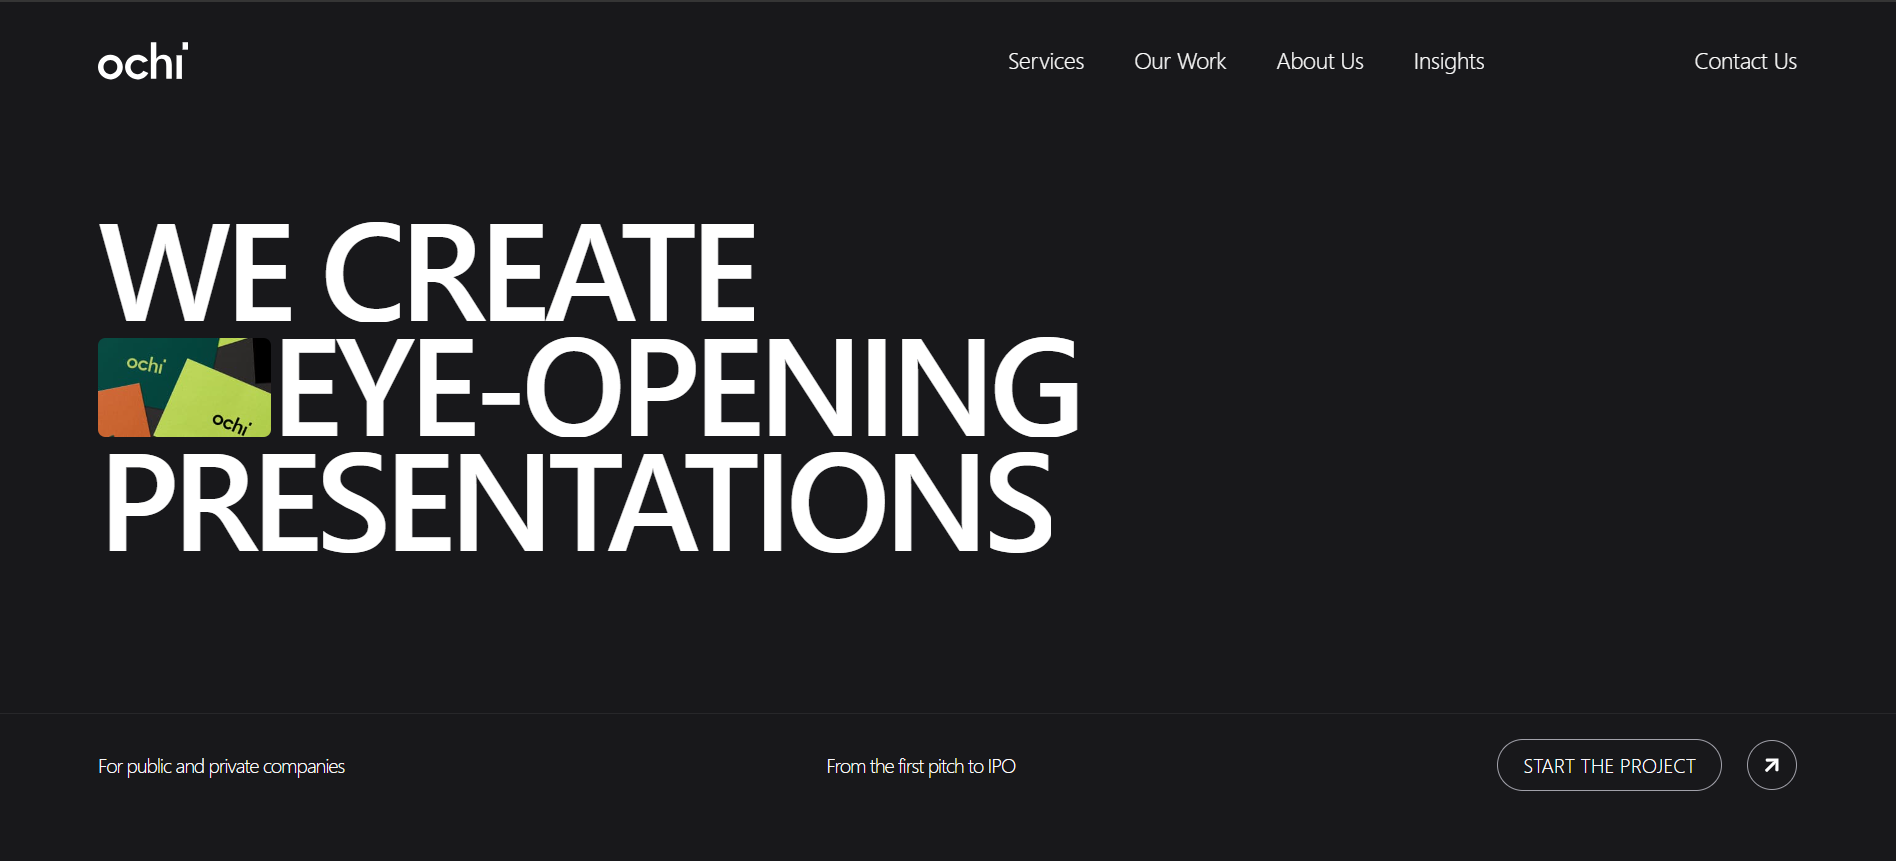 ochi
Services Our Work About Us Insights Contact Us
WE CREATE
ochi
ochi
EYE-OPENING
PRESENTATIONS
For public and private companies From the first pitch to IPO START THE PROJECT